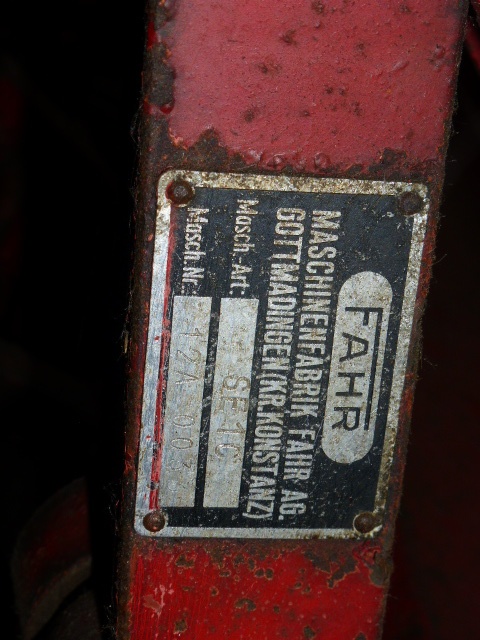 FAHR
MASCHINENFABRIK FAHR AG.
GOTTMADINGEN (KR.KONSTANZ)
Masch.-Art:
Masch.Nr.: